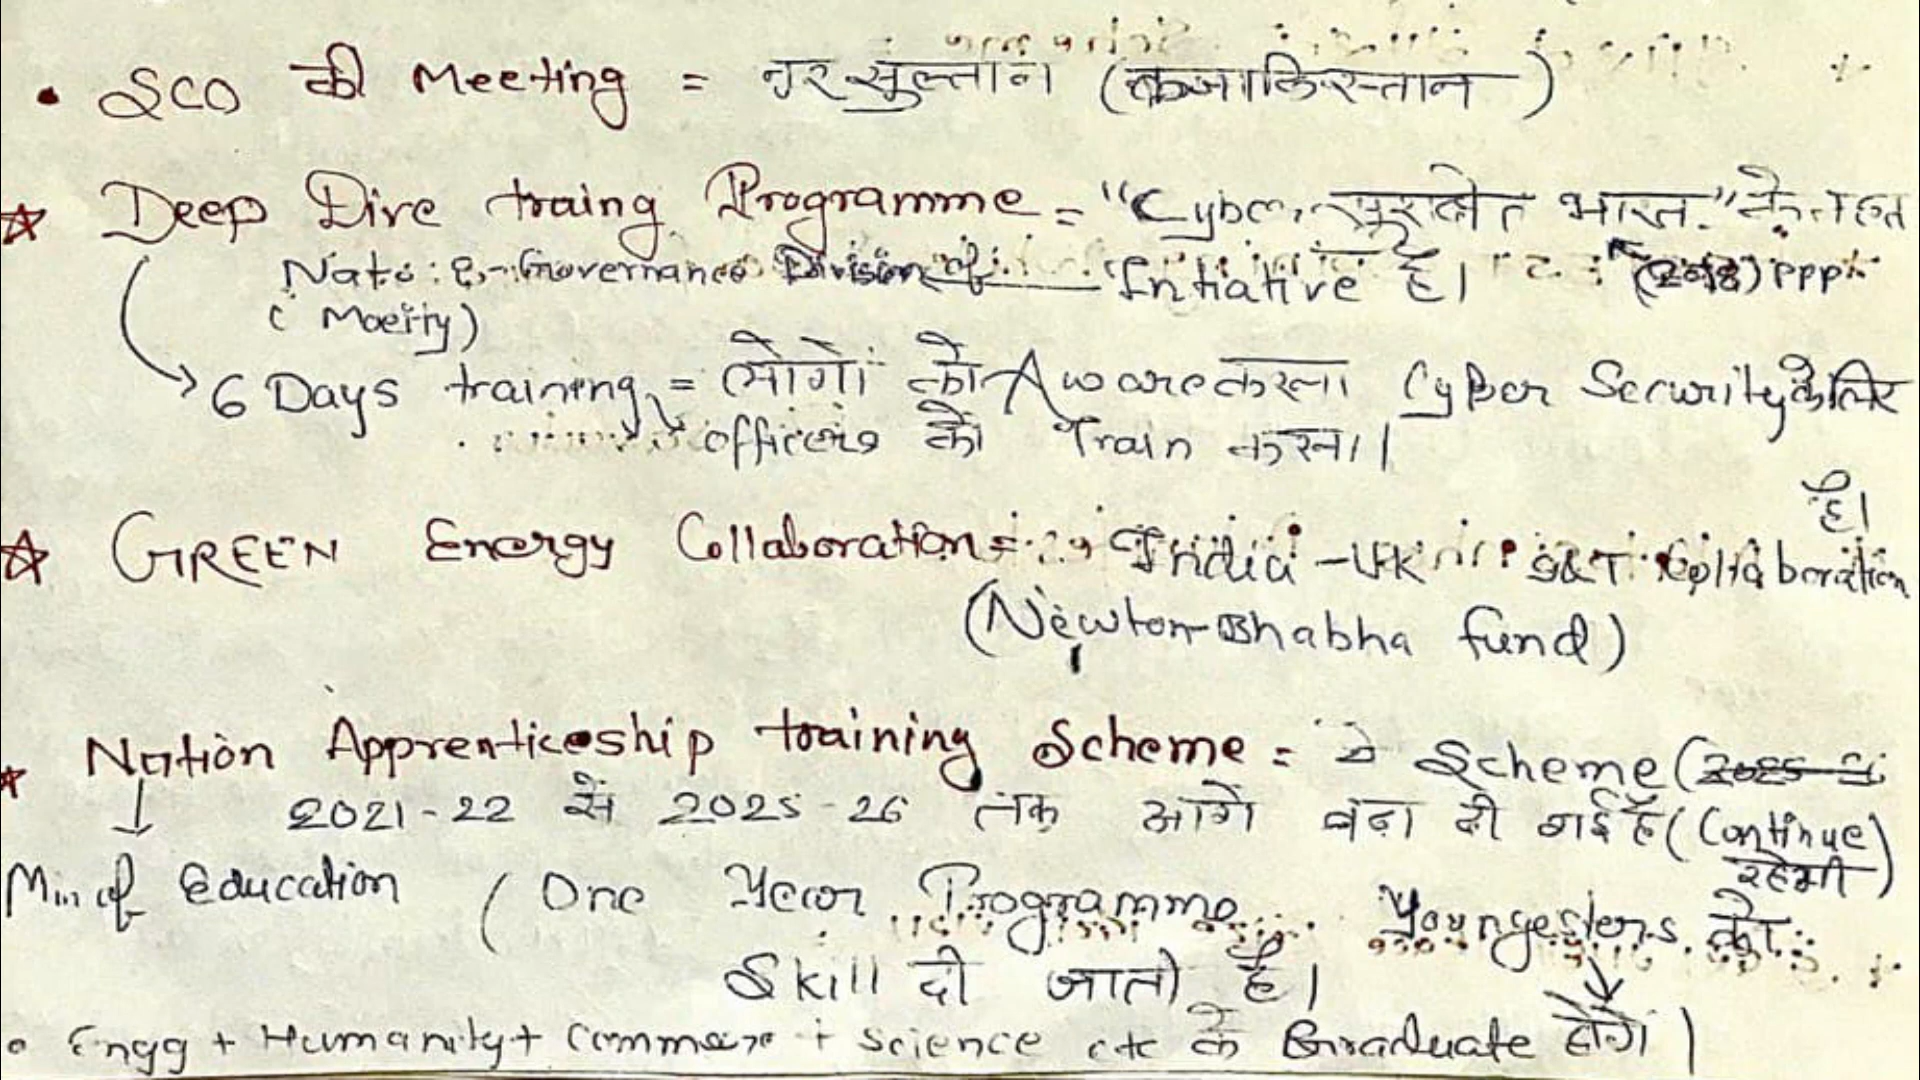 • SCO की Meeting = नूर सुल्तान (कजाकिस्तान)
☆ Deep Dive traing Programme = "Cyber सुरक्षित भारत" के तहत
Nate: E-Governance Division of Intiative है। (2018) PPP
( Moeity)
→ 6 Days training = लोगो को Aware करना Cyber Security के लिए
officers को Train करना।
है।
☆ GREEN Energy Collaboration = India-UK S&T Collaboration
(Newton-Bhabha fund)
☆ Nation Apprenticeship training Scheme = ये Scheme (
↓ 2021-22 से 2025-26 तक आगे बढा दी गई है (Continue
रहेगी)
Min of Education ( One Year Programme Youngesters को
Skill दी जाती है।
• Engg + Humanity + Commerce + Science etc के Graduate होंगे।